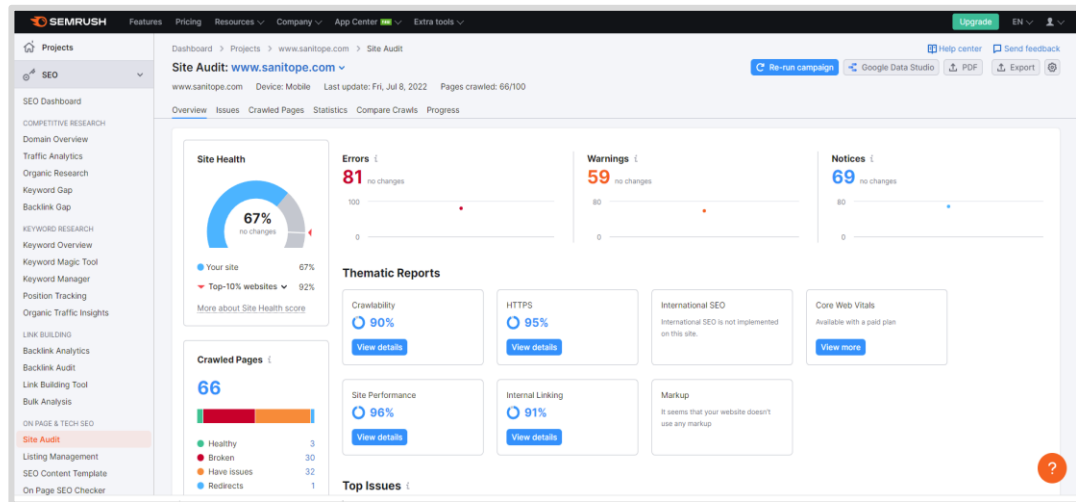 SEMRUSH Features Pricing Resources Company App Center NEW Extra tools Upgrade EN
Projects
SEO
SEO Dashboard
COMPETITIVE RESEARCH
Domain Overview
Traffic Analytics
Organic Research
Keyword Gap
Backlink Gap
KEYWORD RESEARCH
Keyword Overview
Keyword Magic Tool
Keyword Manager
Position Tracking
Organic Traffic Insights
LINK BUILDING
Backlink Analytics
Backlink Audit
Link Building Tool
Bulk Analysis
ON PAGE & TECH SEO
Site Audit
Listing Management
SEO Content Template
On Page SEO Checker
Dashboard > Projects > www.sanitope.com > Site Audit
Help center Send feedback
Site Audit: www.sanitope.com
Re-run campaign Google Data Studio PDF Export
www.sanitope.com Device: Mobile Last update: Fri, Jul 8, 2022 Pages crawled: 66/100
Overview Issues Crawled Pages Statistics Compare Crawls Progress
Site Health
67%
no changes
Your site 67%
Top-10% websites 92%
More about Site Health score
Crawled Pages i
66
Healthy 3
Broken 30
Have issues 32
Redirects 1
Errors i
81 no changes
100
0
Warnings i
59 no changes
80
0
Notices i
69 no changes
80
0
Thematic Reports
Crawlability
90%
View details
HTTPS
95%
View details
International SEO
International SEO is not implemented
on this site.
Core Web Vitals
Available with a paid plan
View more
Site Performance
96%
View details
Internal Linking
91%
View details
Markup
It seems that your website doesn't
use any markup
Top Issues i
?